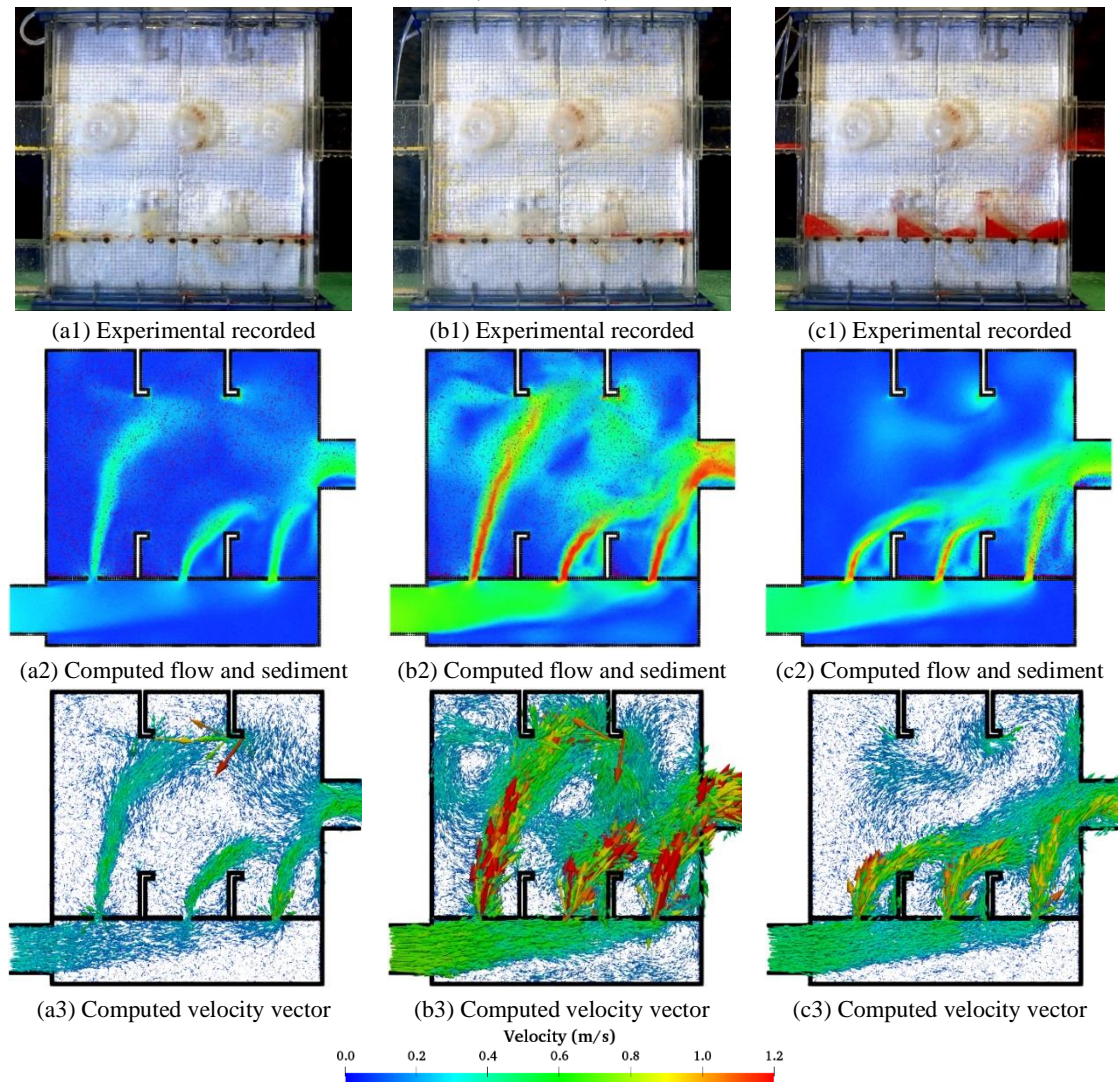 (a1) Experimental recorded
(b1) Experimental recorded
(c1) Experimental recorded
(a2) Computed flow and sediment
(b2) Computed flow and sediment
(c2) Computed flow and sediment
(a3) Computed velocity vector
(b3) Computed velocity vector
(c3) Computed velocity vector
Velocity (m/s)
0.0 0.2 0.4 0.6 0.8 1.0 1.2